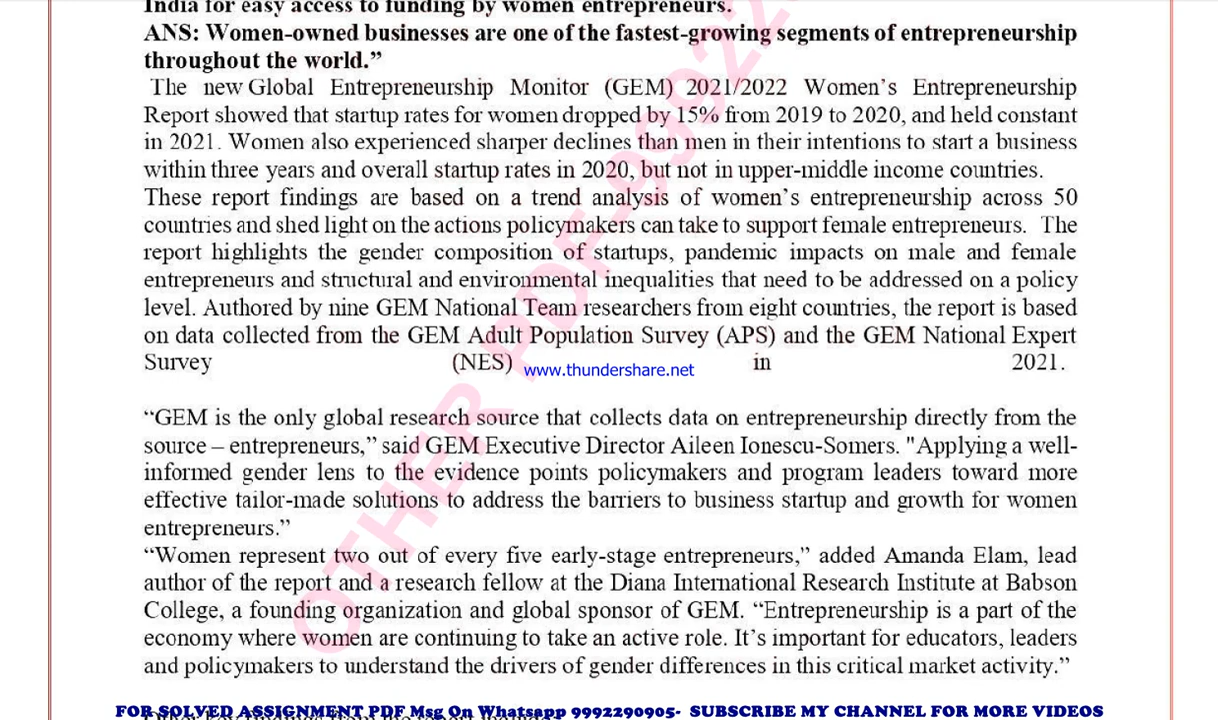 India for easy access to funding by women entrepreneurs.
ANS: Women-owned businesses are one of the fastest-growing segments of entrepreneurship
throughout the world.”
The new Global Entrepreneurship Monitor (GEM) 2021/2022 Women’s Entrepreneurship
Report showed that startup rates for women dropped by 15% from 2019 to 2020, and held constant
in 2021. Women also experienced sharper declines than men in their intentions to start a business
within three years and overall startup rates in 2020, but not in upper-middle income countries.
These report findings are based on a trend analysis of women’s entrepreneurship across 50
countries and shed light on the actions policymakers can take to support female entrepreneurs. The
report highlights the gender composition of startups, pandemic impacts on male and female
entrepreneurs and structural and environmental inequalities that need to be addressed on a policy
level. Authored by nine GEM National Team researchers from eight countries, the report is based
on data collected from the GEM Adult Population Survey (APS) and the GEM National Expert
Survey (NES) in 2021.
www.thundershare.net
“GEM is the only global research source that collects data on entrepreneurship directly from the
source – entrepreneurs,” said GEM Executive Director Aileen Ionescu-Somers. "Applying a well-
informed gender lens to the evidence points policymakers and program leaders toward more
effective tailor-made solutions to address the barriers to business startup and growth for women
entrepreneurs.”
“Women represent two out of every five early-stage entrepreneurs,” added Amanda Elam, lead
author of the report and a research fellow at the Diana International Research Institute at Babson
College, a founding organization and global sponsor of GEM. “Entrepreneurship is a part of the
economy where women are continuing to take an active role. It’s important for educators, leaders
and policymakers to understand the drivers of gender differences in this critical market activity.”
OTHER PDF-99922
FOR SOLVED ASSIGNMENT PDF Msg On Whatsapp 9992290905- SUBSCRIBE MY CHANNEL FOR MORE VIDEOS